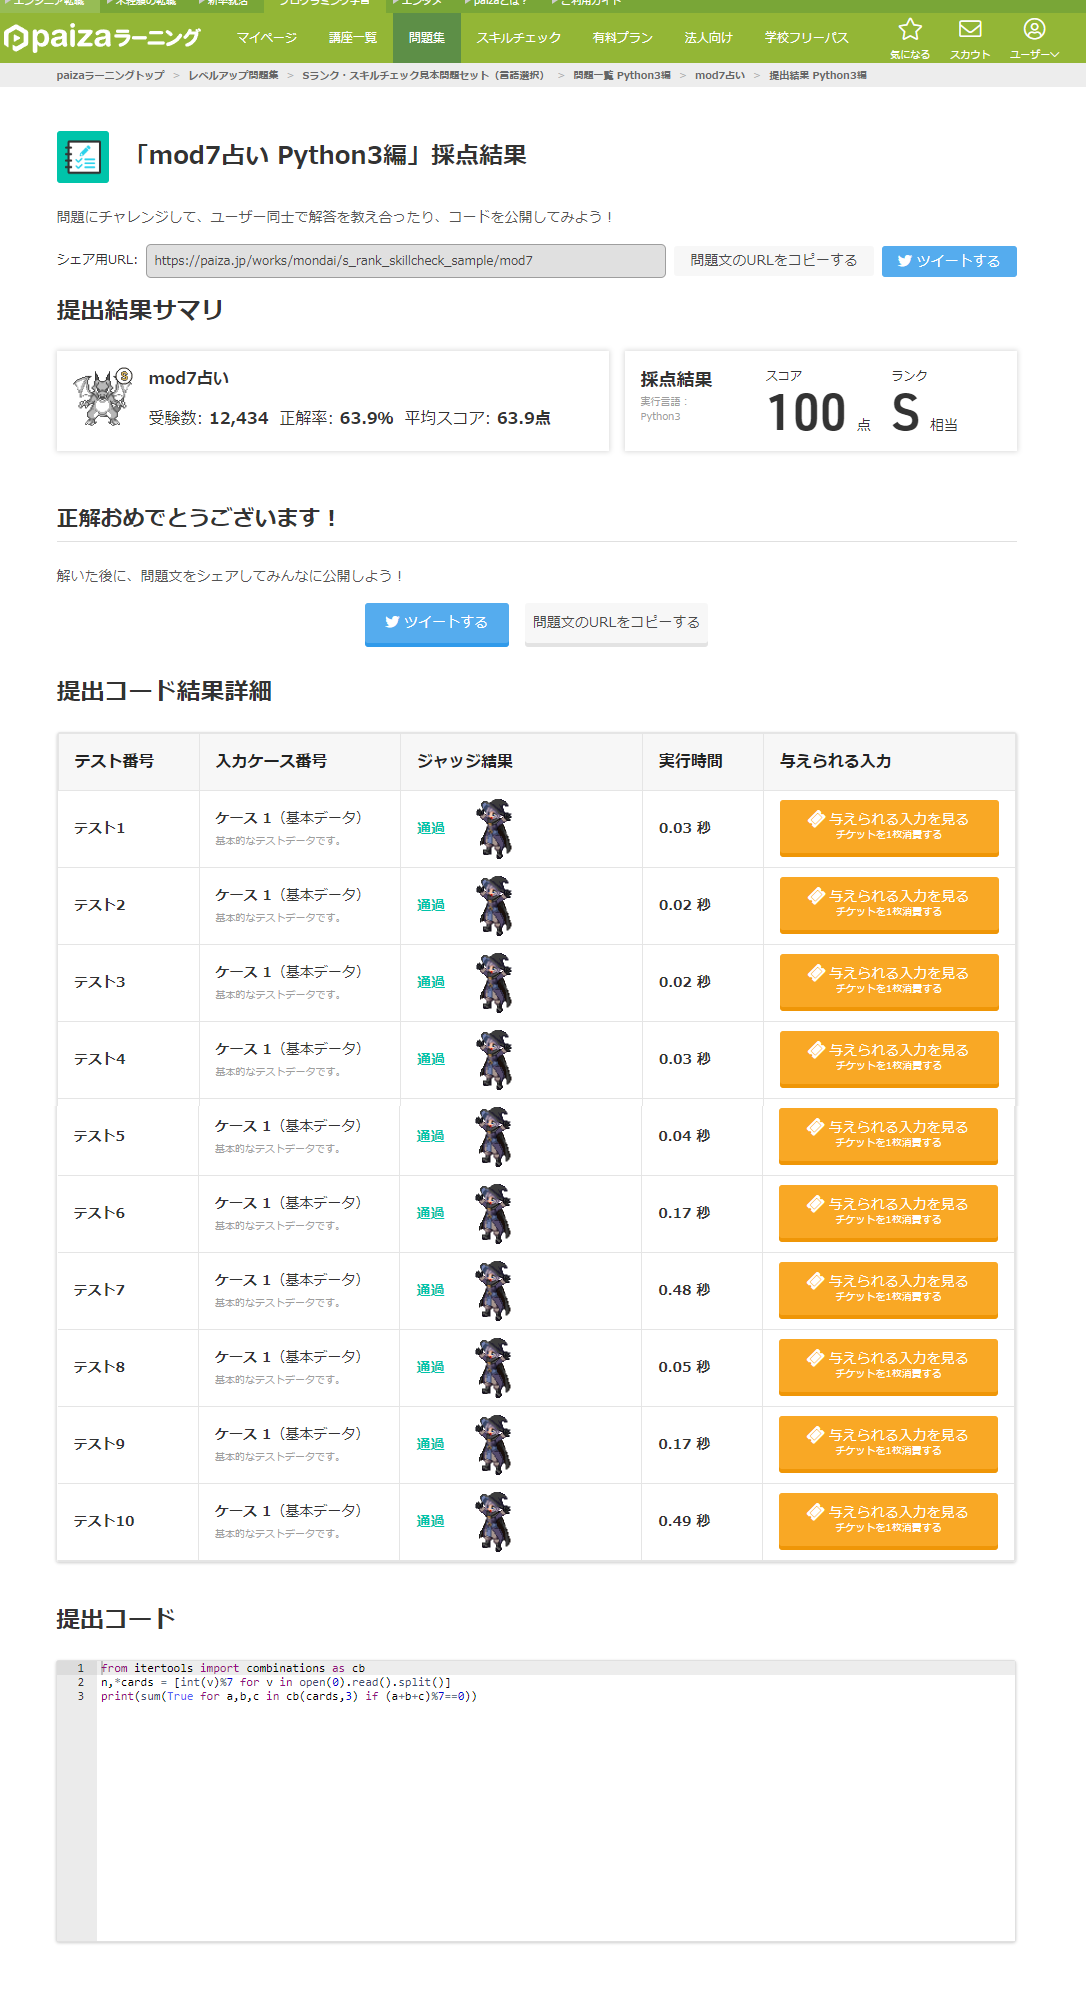 エンジニア転職 未経験の転職 新卒就活 プログラミング学習 エンタメ paizaとは？ ご利用ガイド
paizaラーニング マイページ 講座一覧 問題集 スキルチェック 有料プラン 法人向け 学校フリーパス 気になる スカウト ユーザー
paizaラーニングトップ > レベルアップ問題集 > Sランク・スキルチェック見本問題セット（言語選択） > 問題一覧 Python3編 > mod7占い > 提出結果 Python3編
「mod7占い Python3編」採点結果
問題にチャレンジして、ユーザー同士で解答を教え合ったり、コードを公開してみよう！
シェア用URL: https://paiza.jp/works/mondai/s_rank_skillcheck_sample/mod7 問題文のURLをコピーする ツイートする
提出結果サマリ
S
mod7占い
受験数: 12,434 正解率: 63.9% 平均スコア: 63.9点
採点結果
実行言語：
Python3
スコア
100 点
ランク
S 相当
正解おめでとうございます！
解いた後に、問題文をシェアしてみんなに公開しよう！
ツイートする 問題文のURLをコピーする
提出コード結果詳細
テスト番号 入力ケース番号 ジャッジ結果 実行時間 与えられる入力
テスト1 ケース 1（基本データ） 通過 0.03 秒 与えられる入力を見る
基本的なテストデータです。 チケットを1枚消費する
テスト2 ケース 1（基本データ） 通過 0.02 秒 与えられる入力を見る
基本的なテストデータです。 チケットを1枚消費する
テスト3 ケース 1（基本データ） 通過 0.02 秒 与えられる入力を見る
基本的なテストデータです。 チケットを1枚消費する
テスト4 ケース 1（基本データ） 通過 0.03 秒 与えられる入力を見る
基本的なテストデータです。 チケットを1枚消費する
テスト5 ケース 1（基本データ） 通過 0.04 秒 与えられる入力を見る
基本的なテストデータです。 チケットを1枚消費する
テスト6 ケース 1（基本データ） 通過 0.17 秒 与えられる入力を見る
基本的なテストデータです。 チケットを1枚消費する
テスト7 ケース 1（基本データ） 通過 0.48 秒 与えられる入力を見る
基本的なテストデータです。 チケットを1枚消費する
テスト8 ケース 1（基本データ） 通過 0.05 秒 与えられる入力を見る
基本的なテストデータです。 チケットを1枚消費する
テスト9 ケース 1（基本データ） 通過 0.17 秒 与えられる入力を見る
基本的なテストデータです。 チケットを1枚消費する
テスト10 ケース 1（基本データ） 通過 0.49 秒 与えられる入力を見る
基本的なテストデータです。 チケットを1枚消費する
提出コード
1 from itertools import combinations as cb
2 n,*cards = [int(v)%7 for v in open(0).read().split()]
3 print(sum(True for a,b,c in cb(cards,3) if (a+b+c)%7==0))